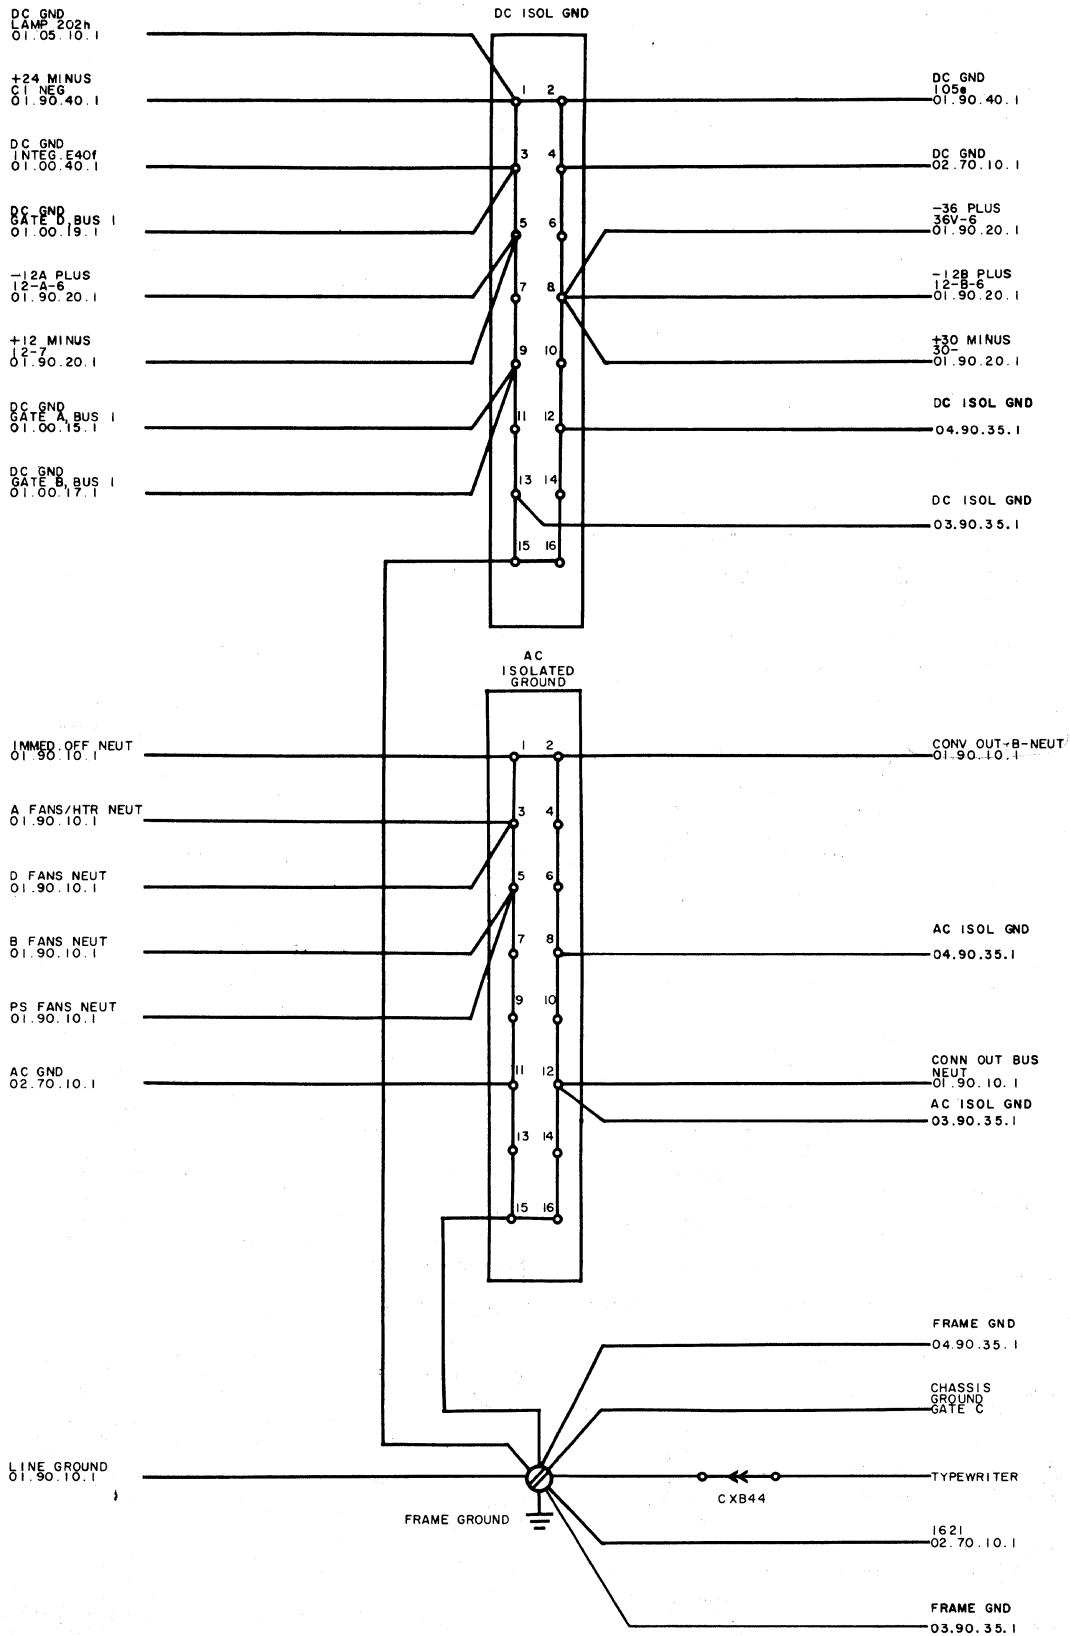 DC GND
LAMP 202h
01.05.10.1
+24 MINUS
C1 NEG
01.90.40.1
DC GND
INTEG.E40f
01.00.40.1
DC GND
GATE D,BUS 1
01.00.19.1
-12A PLUS
12-A-6
01.90.20.1
+12 MINUS
12-7
01.90.20.1
DC GND
GATE A,BUS 1
01.00.15.1
DC GND
GATE B,BUS 1
01.00.17.1
DC ISOL GND
1 2
3 4
5 6
7 8
9 10
11 12
13 14
15 16
DC GND
105e
01.90.40.1
DC GND
02.70.10.1
-36 PLUS
36V-6
01.90.20.1
-12B PLUS
12-B-6
01.90.20.1
+30 MINUS
30-
01.90.20.1
DC ISOL GND
04.90.35.1
DC ISOL GND
03.90.35.1
AC
ISOLATED
GROUND
IMMED.OFF NEUT
01.90.10.1
A FANS/HTR NEUT
01.90.10.1
D FANS NEUT
01.90.10.1
B FANS NEUT
01.90.10.1
PS FANS NEUT
01.90.10.1
AC GND
02.70.10.1
1 2
3 4
5 6
7 8
9 10
11 12
13 14
15 16
CONV OUT-B-NEUT
01.90.10.1
AC ISOL GND
04.90.35.1
CONN OUT BUS
NEUT
01.90.10.1
AC ISOL GND
03.90.35.1
FRAME GND
04.90.35.1
CHASSIS
GROUND
GATE C
LINE GROUND
01.90.10.1
TYPEWRITER
CXB44
FRAME GROUND
1621
02.70.10.1
FRAME GND
03.90.35.1